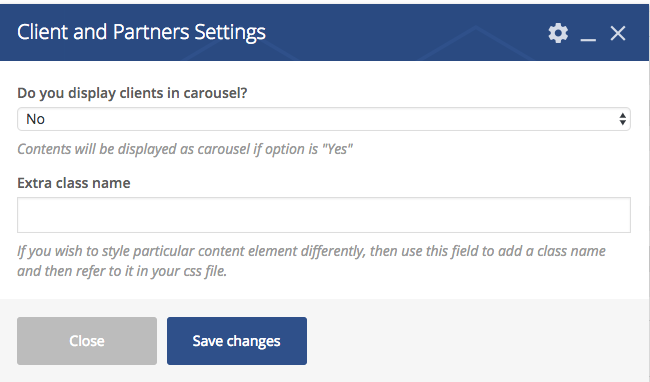 Client and Partners Settings
Do you display clients in carousel?
No
Contents will be displayed as carousel if option is "Yes"
Extra class name
If you wish to style particular content element differently, then use this field to add a class name
and then refer to it in your css file.
Close
Save changes